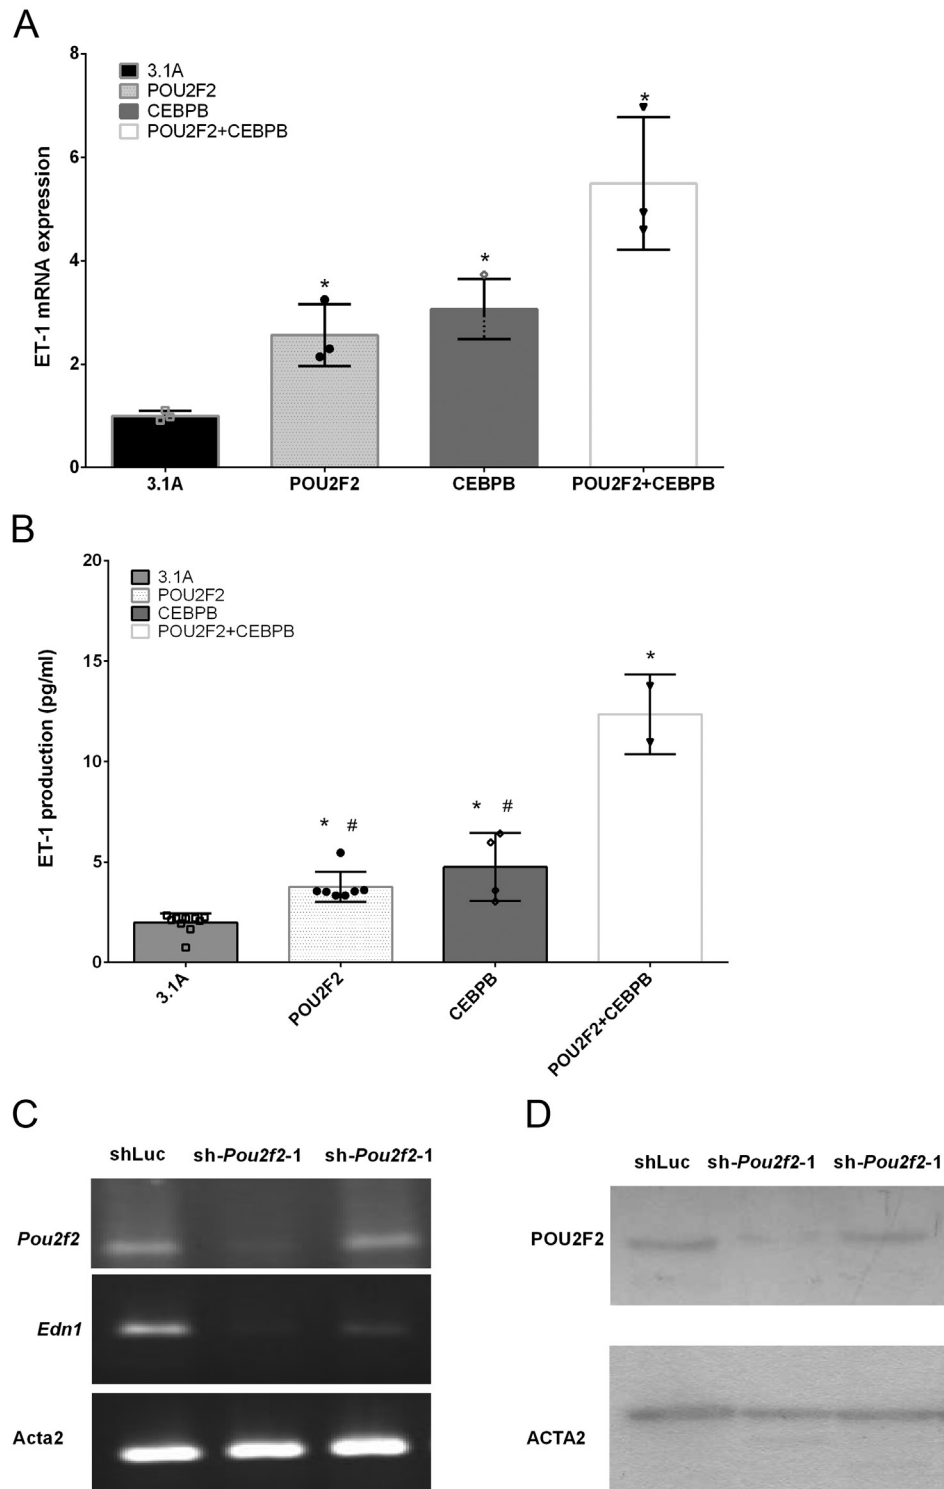 A
8
6
4
2
0
ET-1 mRNA expression
3.1A
POU2F2
CEBPB
POU2F2+CEBPB
*
*
*
3.1A POU2F2 CEBPB POU2F2+CEBPB
B
20
15
10
5
0
ET-1 production (pg/ml)
3.1A
POU2F2
CEBPB
POU2F2+CEBPB
* #
* #
*
3.1A POU2F2 CEBPB POU2F2+CEBPB
C
shLuc sh-Pou2f2-1 sh-Pou2f2-1
Pou2f2
Edn1
Acta2
D
shLuc sh-Pou2f2-1 sh-Pou2f2-1
POU2F2
ACTA2